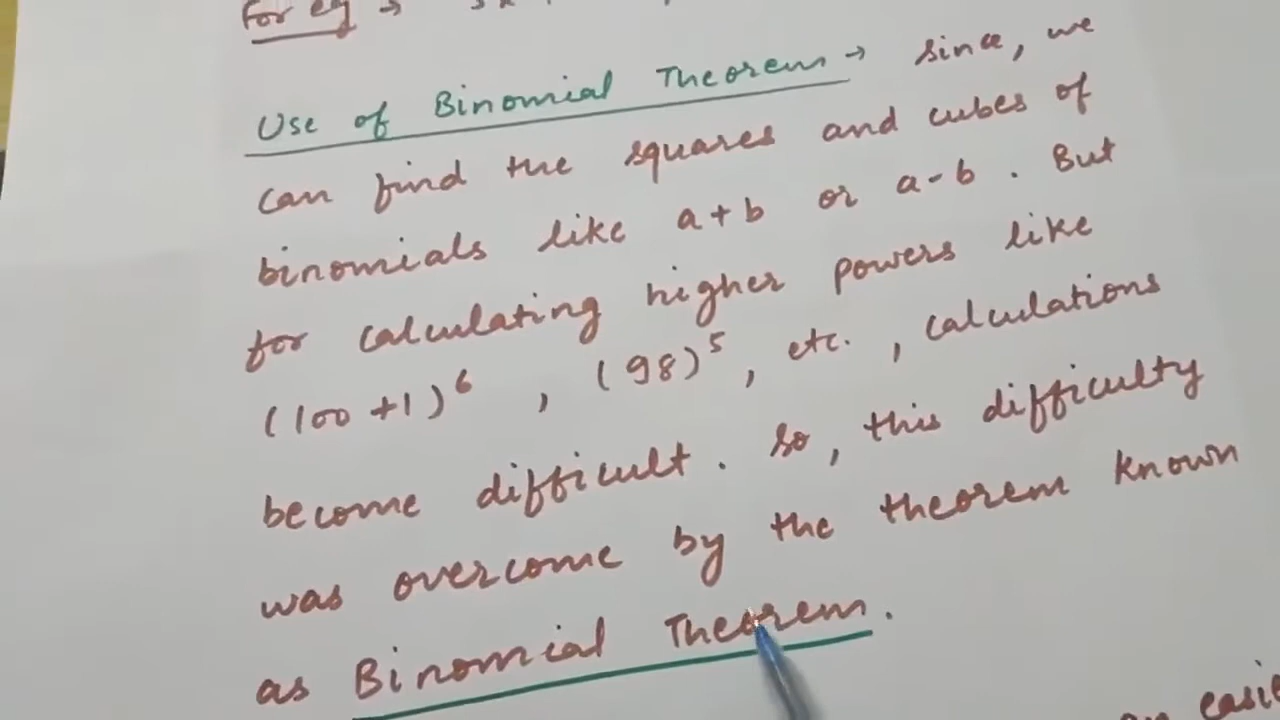 for eg →
Use of Binomial Theorem → since, we
can find the squares and cubes of
binomials like a+b or a-b. But
for calculating higher powers like
(100+1)⁶, (98)⁵, etc., calculations
become difficult. So, this difficulty
was overcome by the theorem known
as Binomial Theorem.